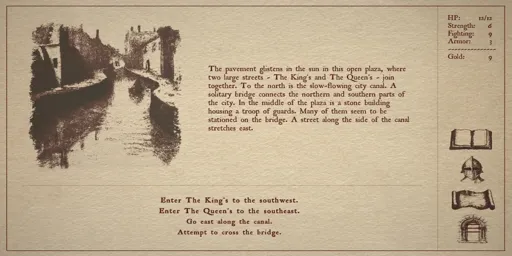 The pavement glistens in the sun in this open plaza, where
two large streets - The King's and The Queen's - join
together. To the north is the slow-flowing city canal. A
solitary bridge connects the northern and southern parts of
the city. In the middle of the plaza is a stone building
housing a troop of guards. Many of them seem to be
stationed on the bridge. A street along the side of the canal
stretches east.
Enter The King's to the southwest.
Enter The Queen's to the southeast.
Go east along the canal.
Attempt to cross the bridge.
HP: 12/12
Strength: 6
Fighting: 9
Armor: 1
Gold: 9